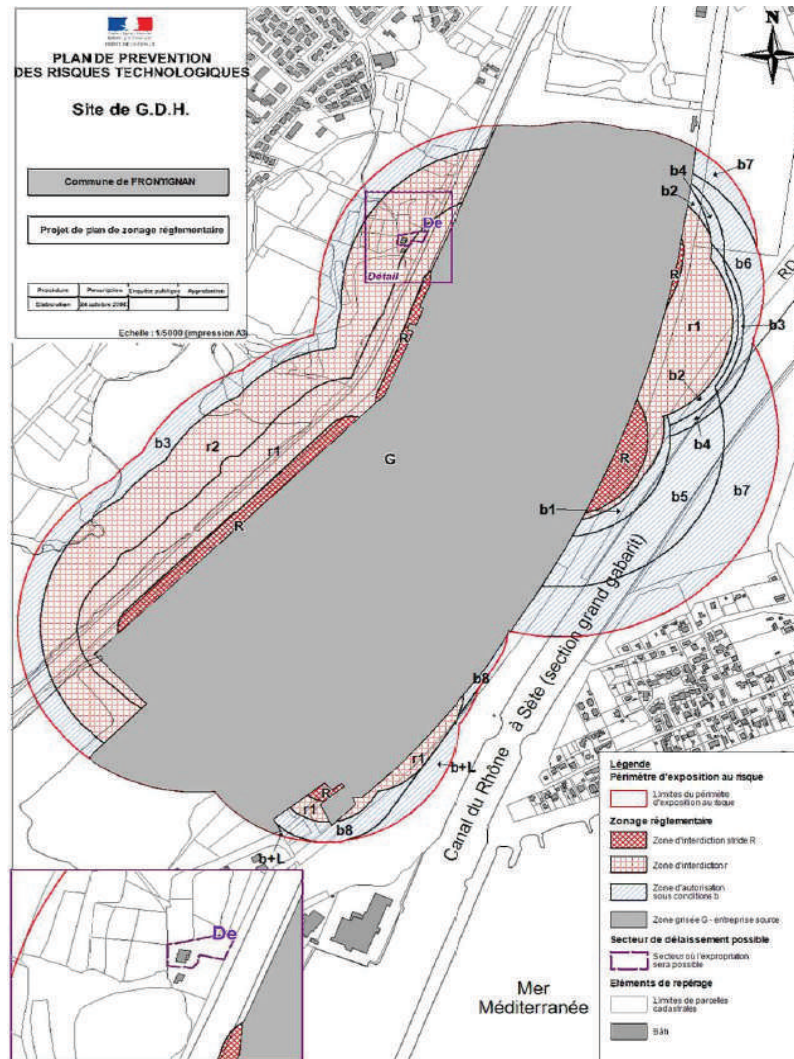 PLAN DE PREVENTION
DES RISQUES TECHNOLOGIQUES
Site de G.D.H.
Commune de FRONTIGNAN
Projet de plan de zonage réglementaire
Procédure Prescription Enquête publique Approbation
Elaboration
Echelle : 1/5000 (impression A3)
N
De
Détail
b4
b2
b7
b6
RD
R
r1
b3
R
b2
b4
b3
r2
r1
G
R
b5
b7
b1
R
b8
r1
b+L
R
r1
b8
b+L
Canal du Rhône à Sète (section grand gabarit)
De
Mer
Méditerranée
Légende
Périmètre d'exposition au risque
Limites du périmètre
d'exposition au risque
Zonage règlementaire
Zone d'interdiction stricte R
Zone d'interdiction r
Zone d'autorisation
sous conditions b
Zone grisée G - entreprise source
Secteur de délaissement possible
Secteur où l'expropriation
sera possible
Eléments de repérage
Limites de parcelles
cadastrales
Bâti